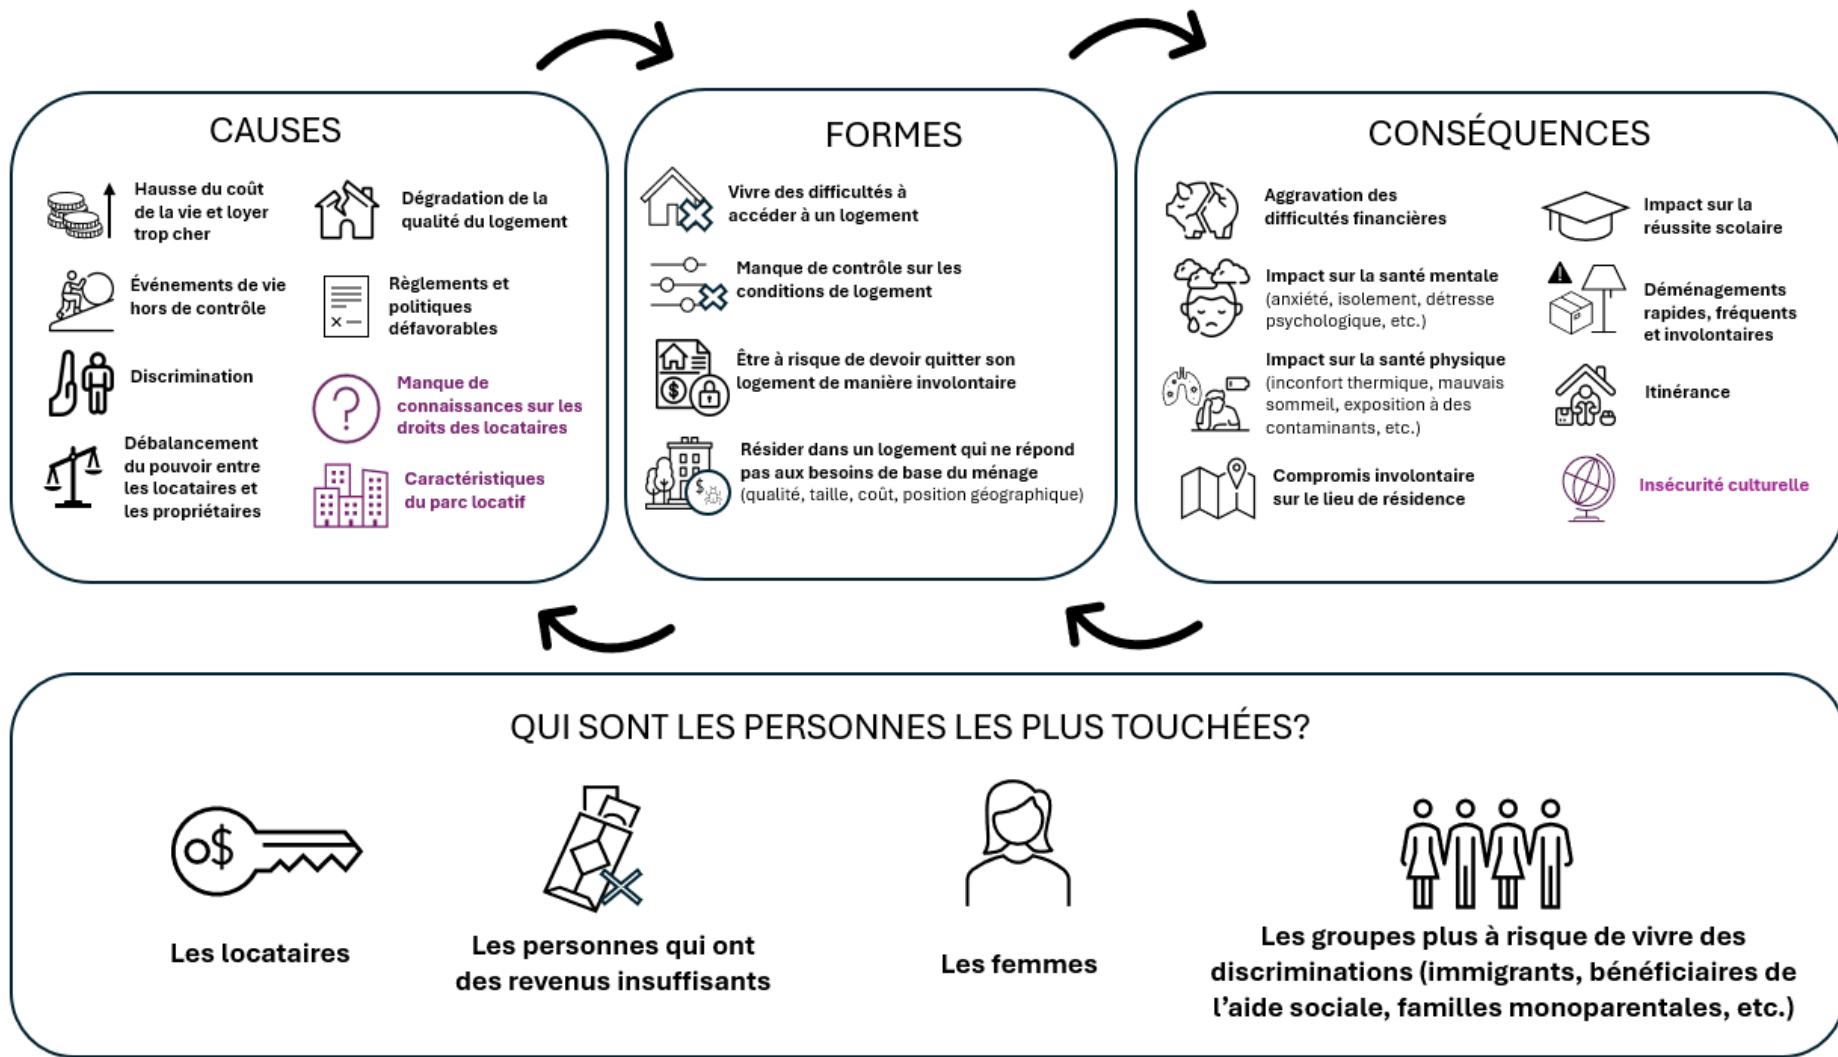 CAUSES
Hausse du coût
de la vie et loyer
trop cher
Événements de vie
hors de contrôle
Discrimination
Débalancement
du pouvoir entre
les locataires et
les propriétaires
Dégradation de la
qualité du logement
Règlements et
politiques
défavorables
Manque de
connaissances sur les
droits des locataires
Caractéristiques
du parc locatif
FORMES
Vivre des difficultés à
accéder à un logement
Manque de contrôle sur les
conditions de logement
Être à risque de devoir quitter son
logement de manière involontaire
Résider dans un logement qui ne répond
pas aux besoins de base du ménage
(qualité, taille, coût, position géographique)
CONSÉQUENCES
Aggravation des
difficultés financières
Impact sur la santé mentale
(anxiété, isolement, détresse
psychologique, etc.)
Impact sur la santé physique
(inconfort thermique, mauvais
sommeil, exposition à des
contaminants, etc.)
Compromis involontaire
sur le lieu de résidence
Impact sur la
réussite scolaire
Déménagements
rapides, fréquents
et involontaires
Itinérance
Insécurité culturelle
QUI SONT LES PERSONNES LES PLUS TOUCHÉES?
Les locataires
Les personnes qui ont
des revenus insuffisants
Les femmes
Les groupes plus à risque de vivre des
discriminations (immigrants, bénéficiaires de
l'aide sociale, familles monoparentales, etc.)